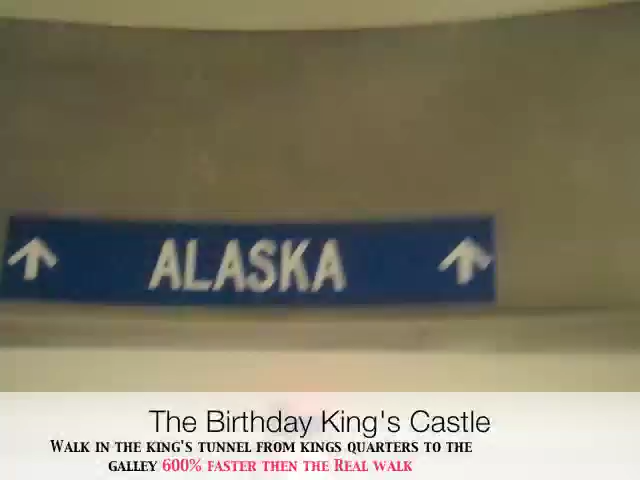 ALASKA
The Birthday King's Castle
Walk in the king's tunnel from kings quarters to the
galley 600% faster then the Real walk